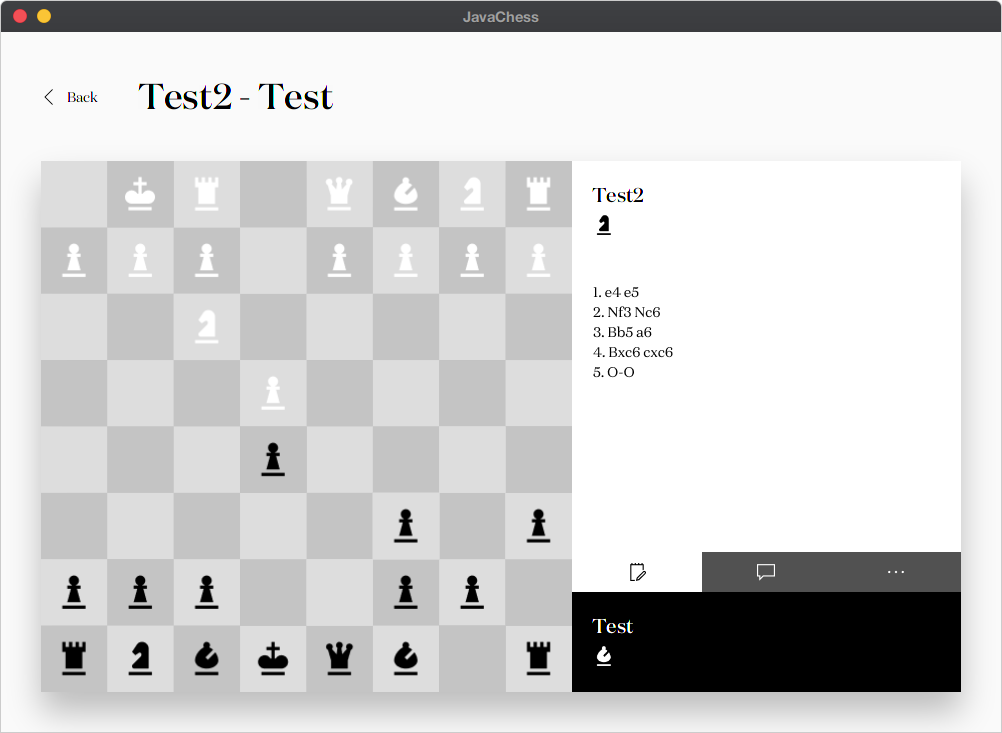 JavaChess
Back
Test2 - Test
Test2
1. e4 e5
2. Nf3 Nc6
3. Bb5 a6
4. Bxc6 cxc6
5. O-O
Test